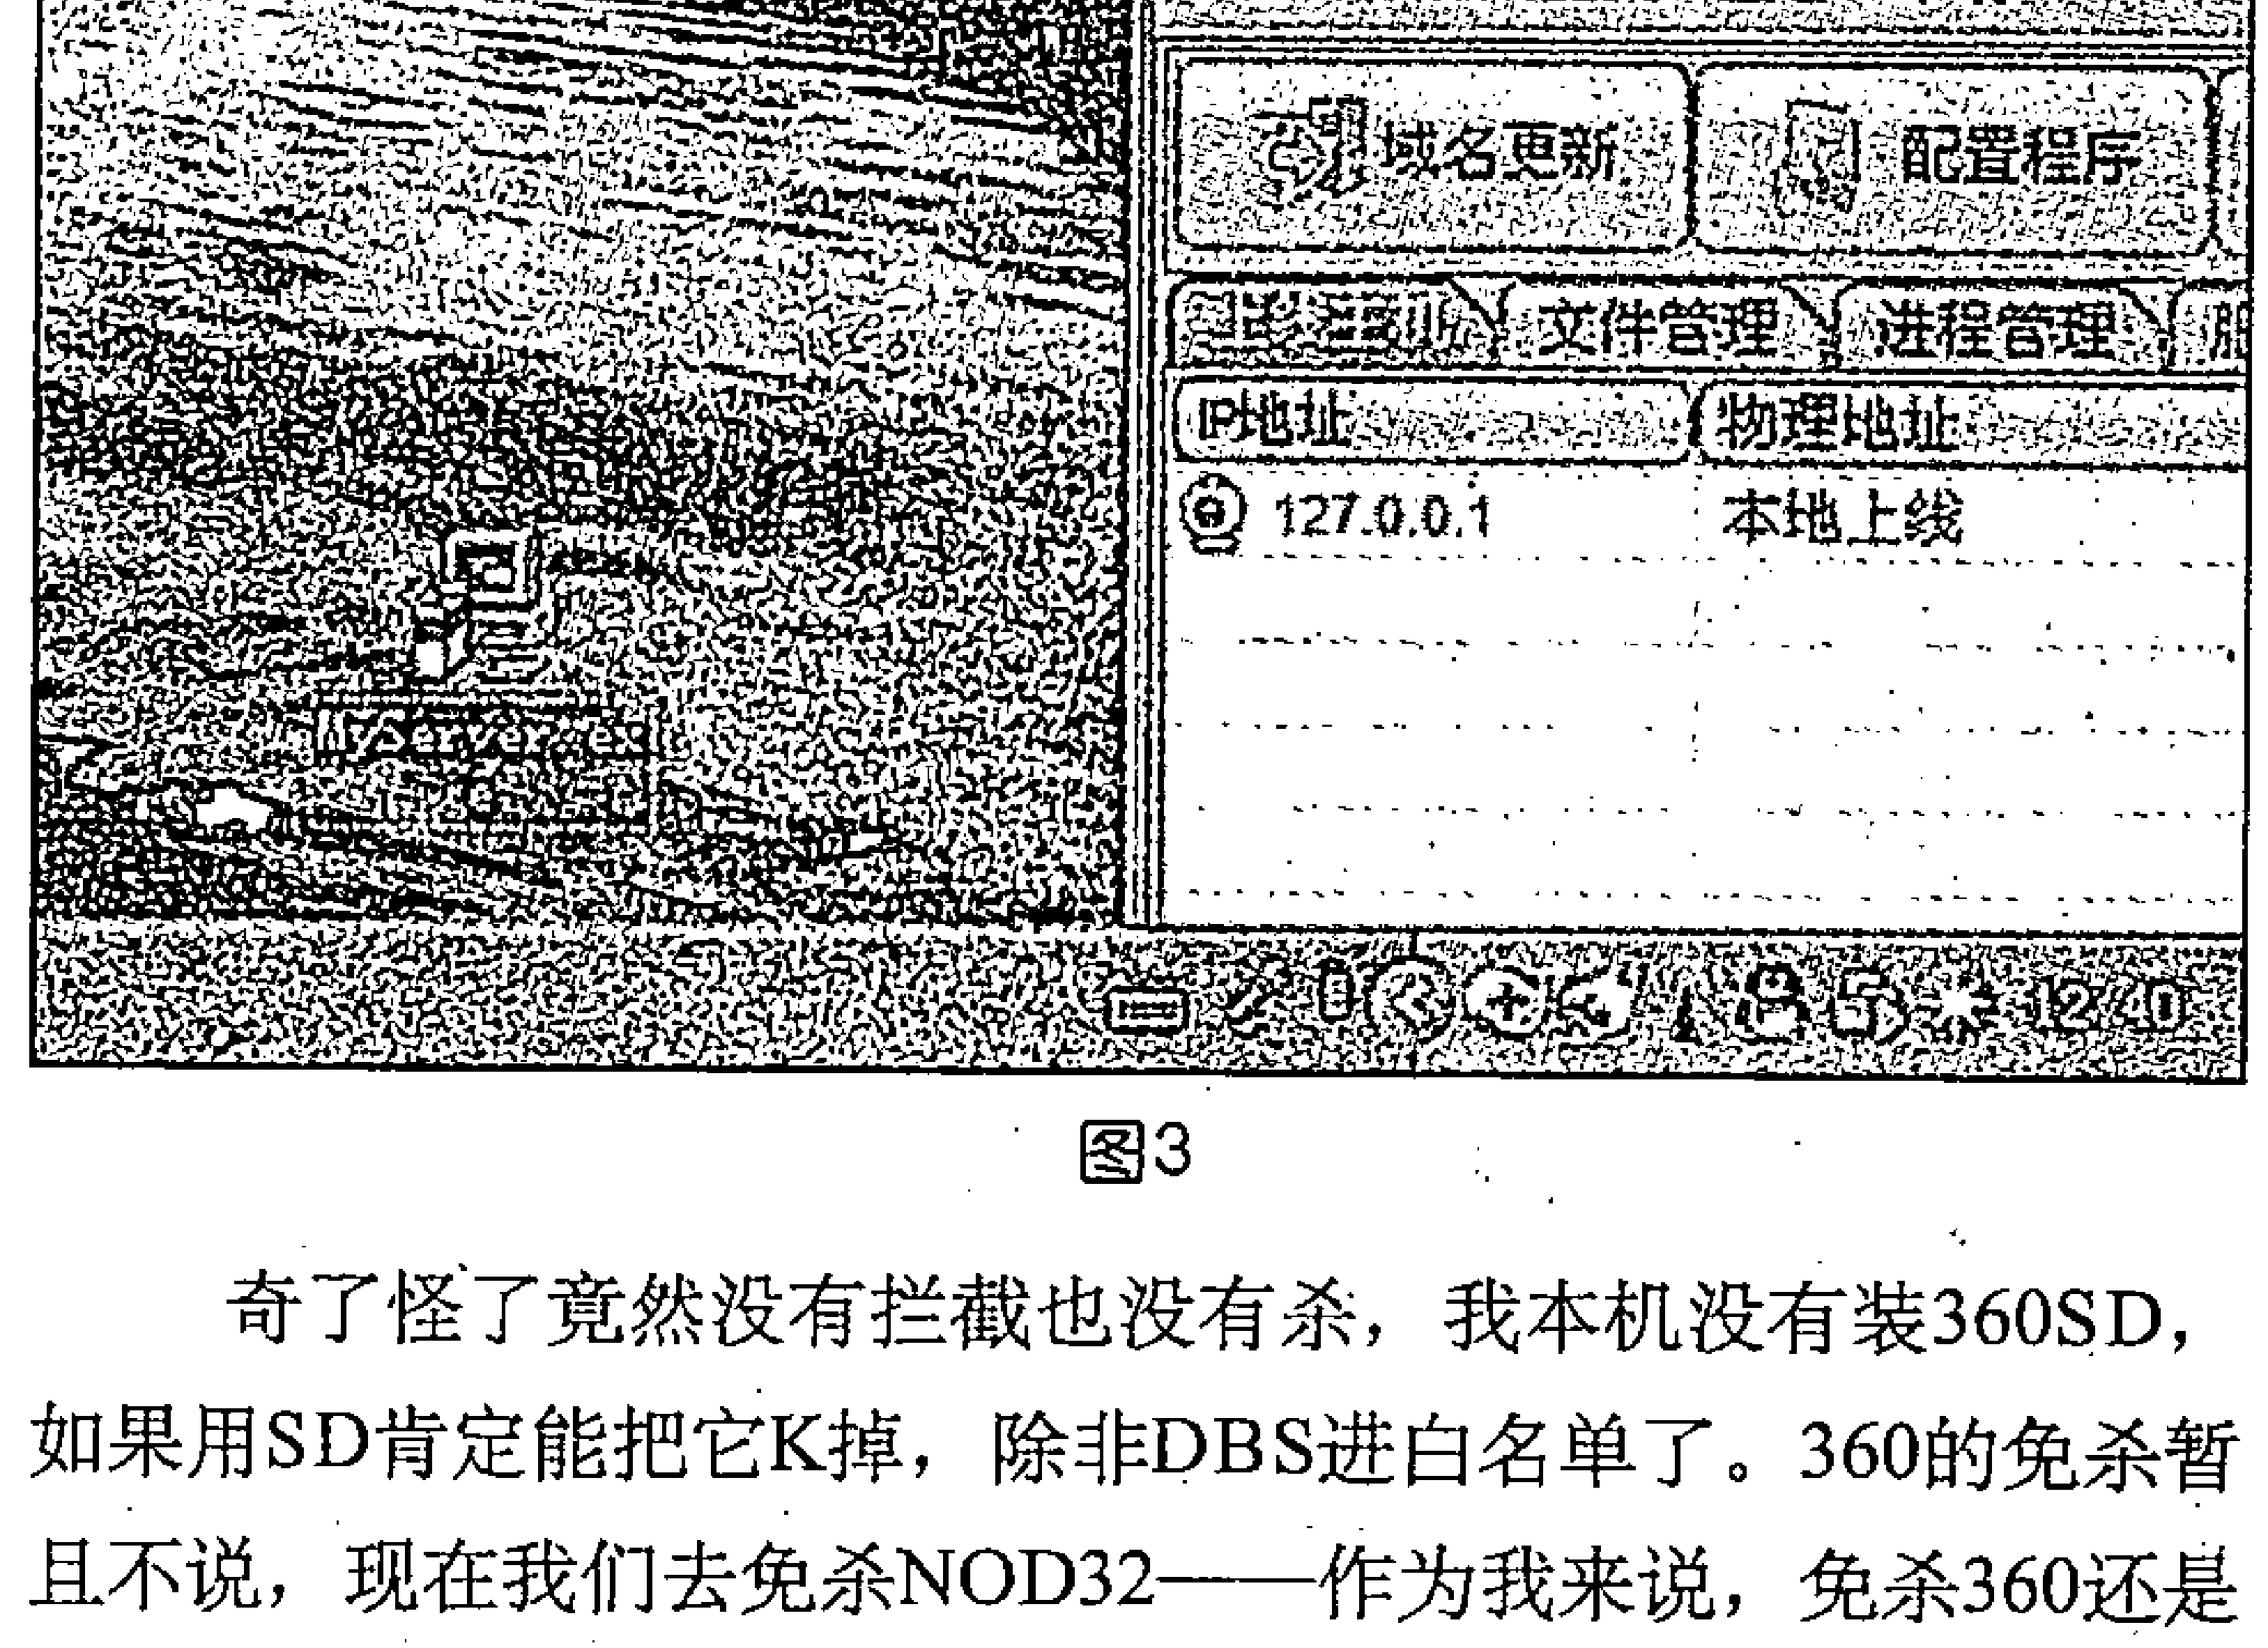 域名更新 配置程序
文件管理 进程管理
IP地址 物理地址
127.0.0.1 本地上线
12:40
图3
奇了怪了竟然没有拦截也没有杀，我本机没有装360SD，
如果用SD肯定能把它K掉，除非DBS进白名单了。360的免杀暂
且不说，现在我们去免杀NOD32——作为我来说，免杀360还是